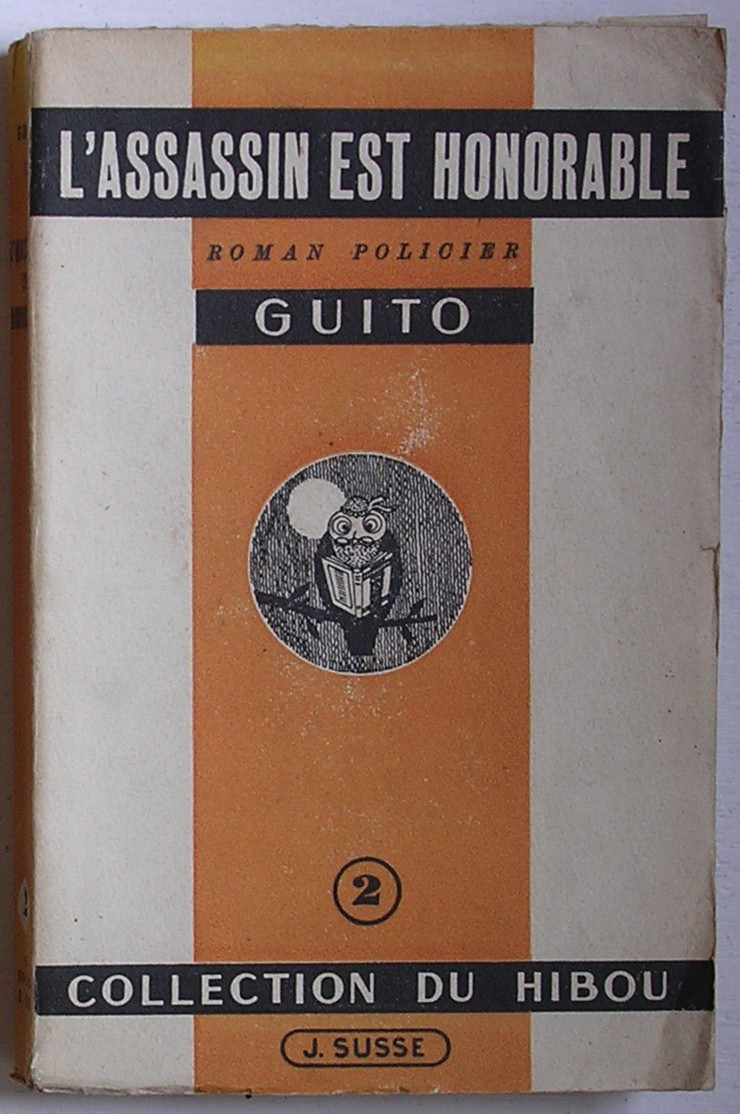 L'ASSASSIN EST HONORABLE
ROMAN POLICIER
GUITO
2
COLLECTION DU HIBOU
J. SUSSE